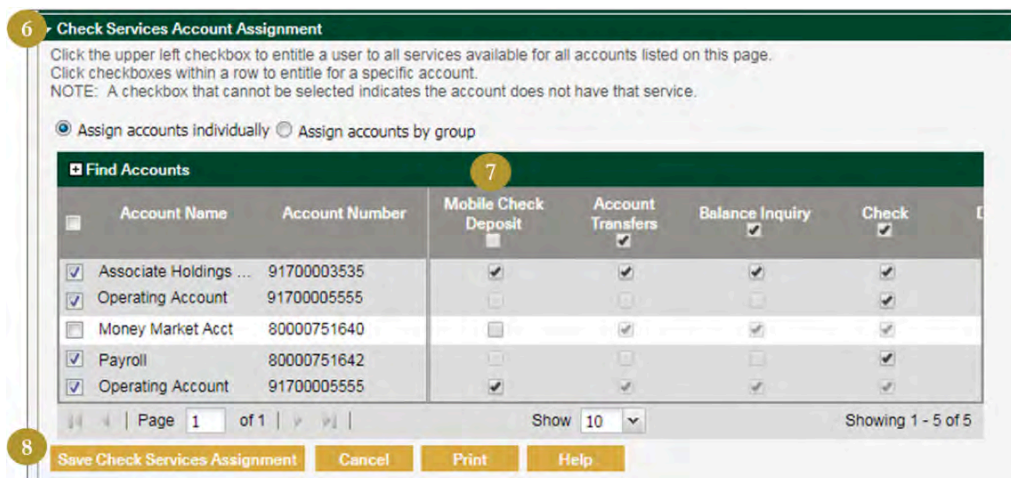 6 Check Services Account Assignment
Click the upper left checkbox to entitle a user to all services available for all accounts listed on this page.
Click checkboxes within a row to entitle for a specific account.
NOTE: A checkbox that cannot be selected indicates the account does not have that service.
Assign accounts individually Assign accounts by group
Find Accounts 7
Account Name Account Number Mobile Check Deposit Account Transfers Balance Inquiry Check
Associate Holdings ... 91700003535
Operating Account 91700005555
Money Market Acct 80000751640
Payroll 80000751642
Operating Account 91700005555
Page 1 of 1 Show 10 Showing 1 - 5 of 5
8
Save Check Services Assignment Cancel Print Help